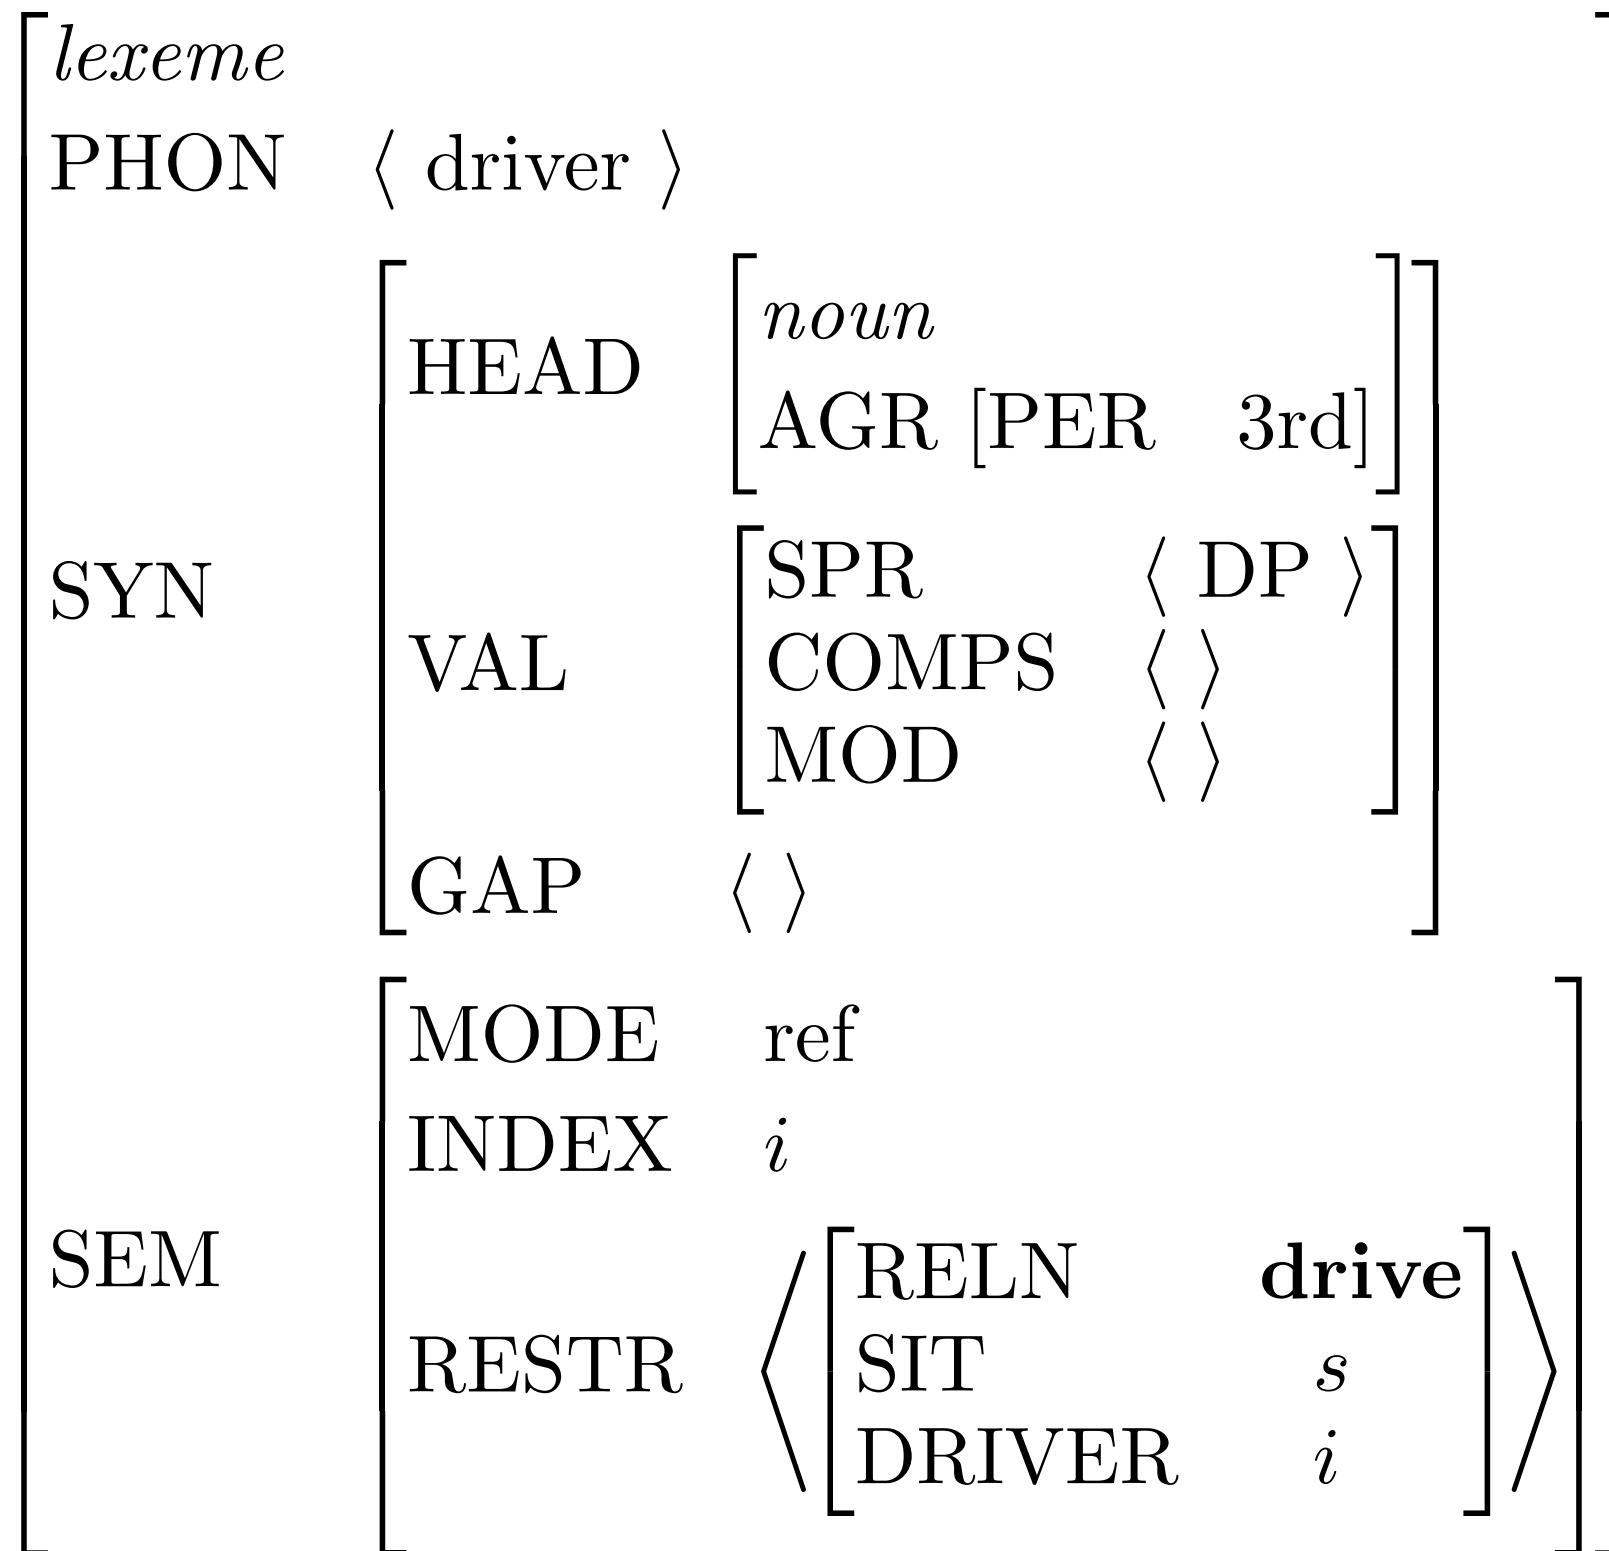 lexeme
PHON ⟨ driver ⟩
SYN
HEAD
noun
AGR [PER 3rd]
VAL
SPR ⟨ DP ⟩
COMPS ⟨ ⟩
MOD ⟨ ⟩
GAP ⟨ ⟩
SEM
MODE ref
INDEX i
RESTR
RELN drive
SIT s
DRIVER i